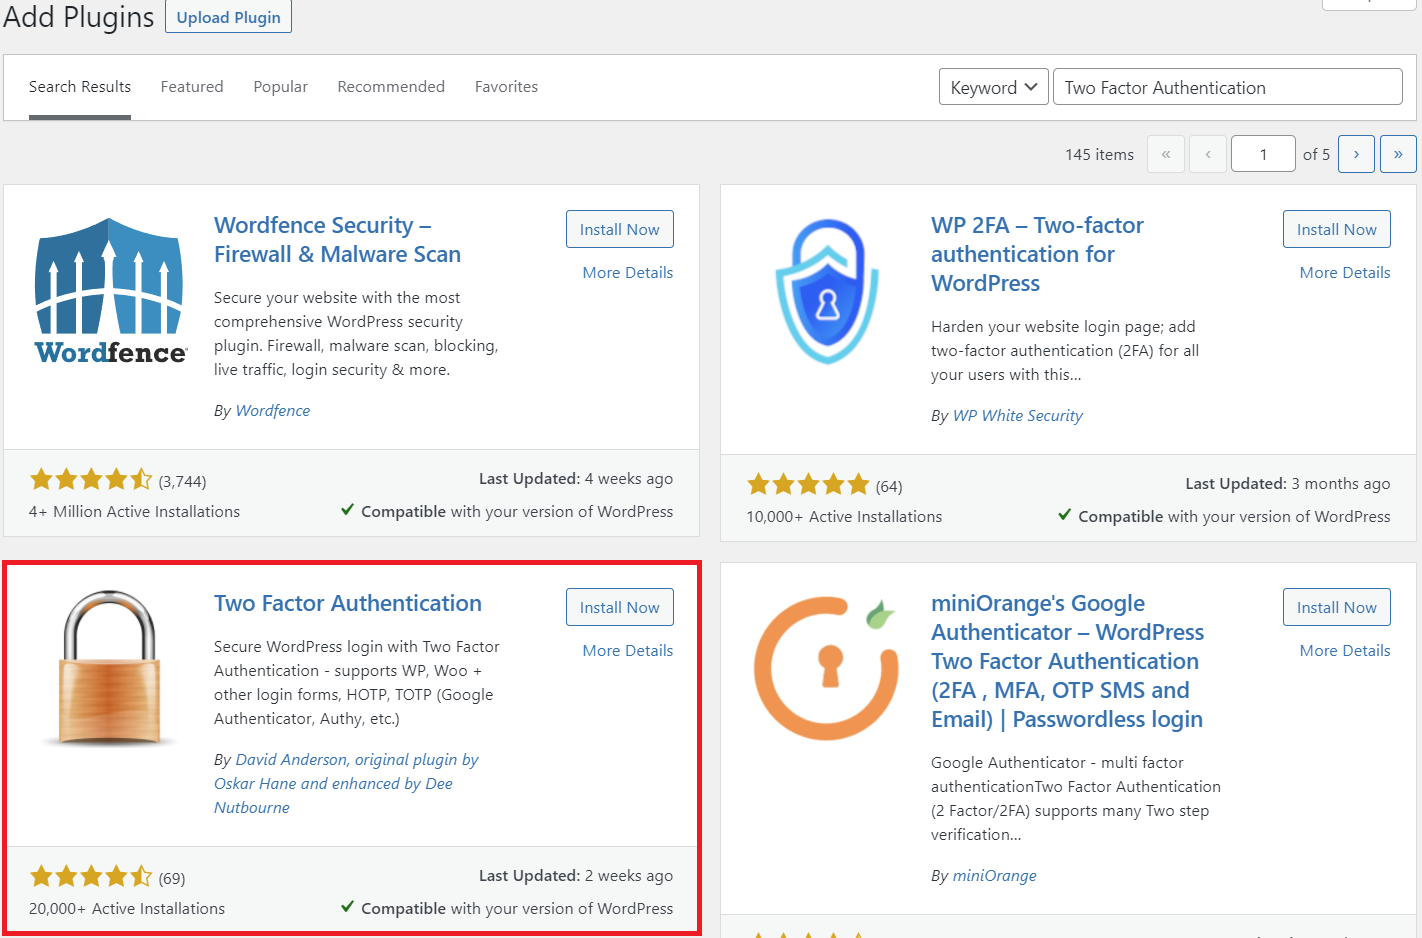 Add Plugins Upload Plugin
Search Results Featured Popular Recommended Favorites Keyword Two Factor Authentication
145 items « ‹ 1 of 5 › »
Wordfence
Wordfence Security –
Firewall & Malware Scan
Install Now
More Details
Secure your website with the most
comprehensive WordPress security
plugin. Firewall, malware scan, blocking,
live traffic, login security & more.
By Wordfence
(3,744)
Last Updated: 4 weeks ago
4+ Million Active Installations
Compatible with your version of WordPress
WP 2FA – Two-factor
authentication for
WordPress
Install Now
More Details
Harden your website login page; add
two-factor authentication (2FA) for all
your users with this...
By WP White Security
(64)
Last Updated: 3 months ago
10,000+ Active Installations
Compatible with your version of WordPress
Two Factor Authentication
Install Now
More Details
Secure WordPress login with Two Factor
Authentication - supports WP, Woo +
other login forms, HOTP, TOTP (Google
Authenticator, Authy, etc.)
By David Anderson, original plugin by
Oskar Hane and enhanced by Dee
Nutbourne
(69)
Last Updated: 2 weeks ago
20,000+ Active Installations
Compatible with your version of WordPress
miniOrange's Google
Authenticator – WordPress
Two Factor Authentication
(2FA , MFA, OTP SMS and
Email) | Passwordless login
Install Now
More Details
Google Authenticator - multi factor
authenticationTwo Factor Authentication
(2 Factor/2FA) supports many Two step
verification...
By miniOrange